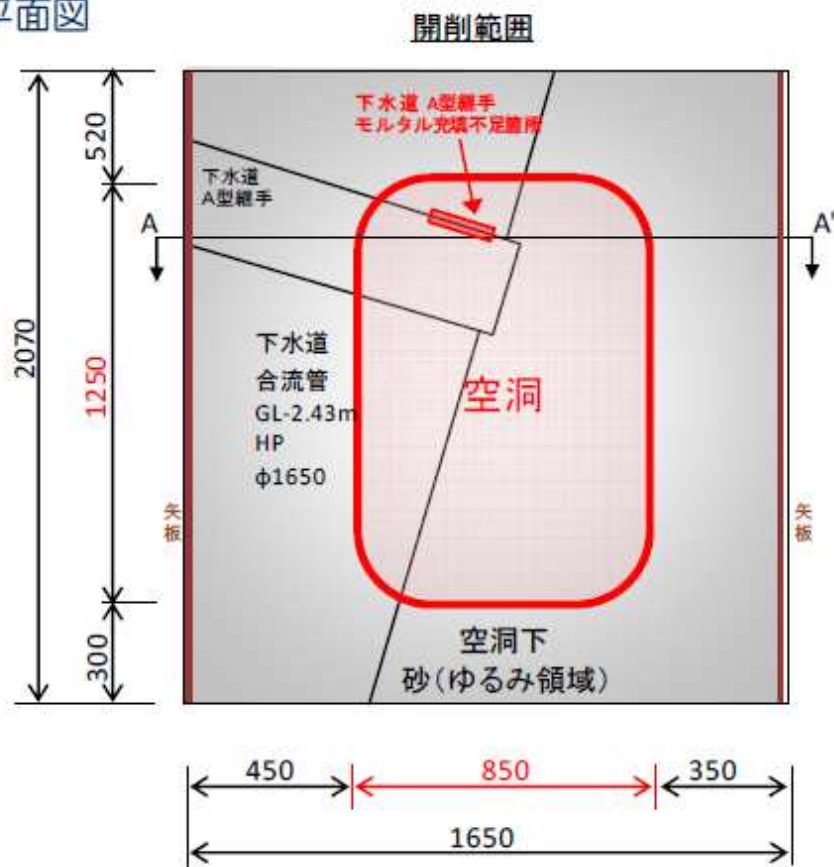 平面図
開削範囲
下水道 A型継手
モルタル充填不足箇所
下水道
A型継手
A
A'
520
2070
1250
300
下水道
合流管
GL-2.43m
HP
φ1650
空洞
矢板
矢板
空洞下
砂(ゆるみ領域)
450
850
350
1650